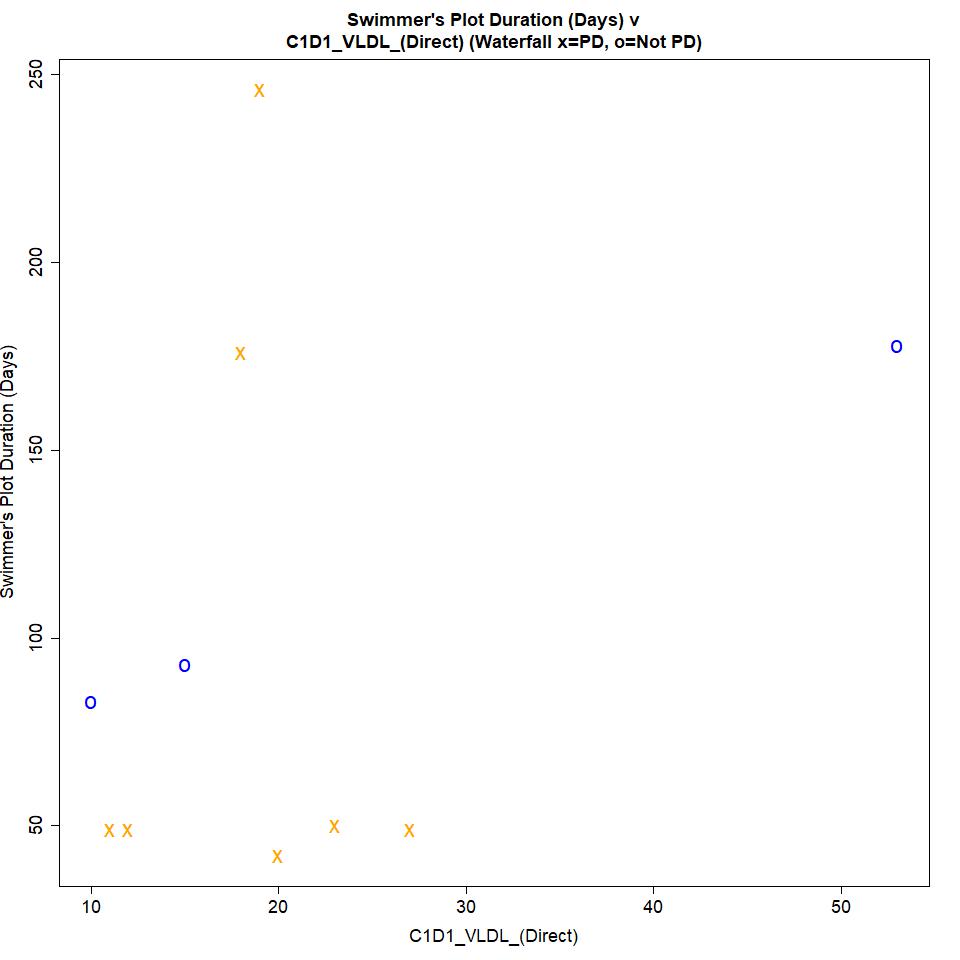 Swimmer's Plot Duration (Days) v
C1D1_VLDL_(Direct) (Waterfall x=PD, o=Not PD)
250
200
150
100
50
Swimmer's Plot Duration (Days)
X
X
O
O
O
X
X
X
X
X
10
20
30
40
50
C1D1_VLDL_(Direct)